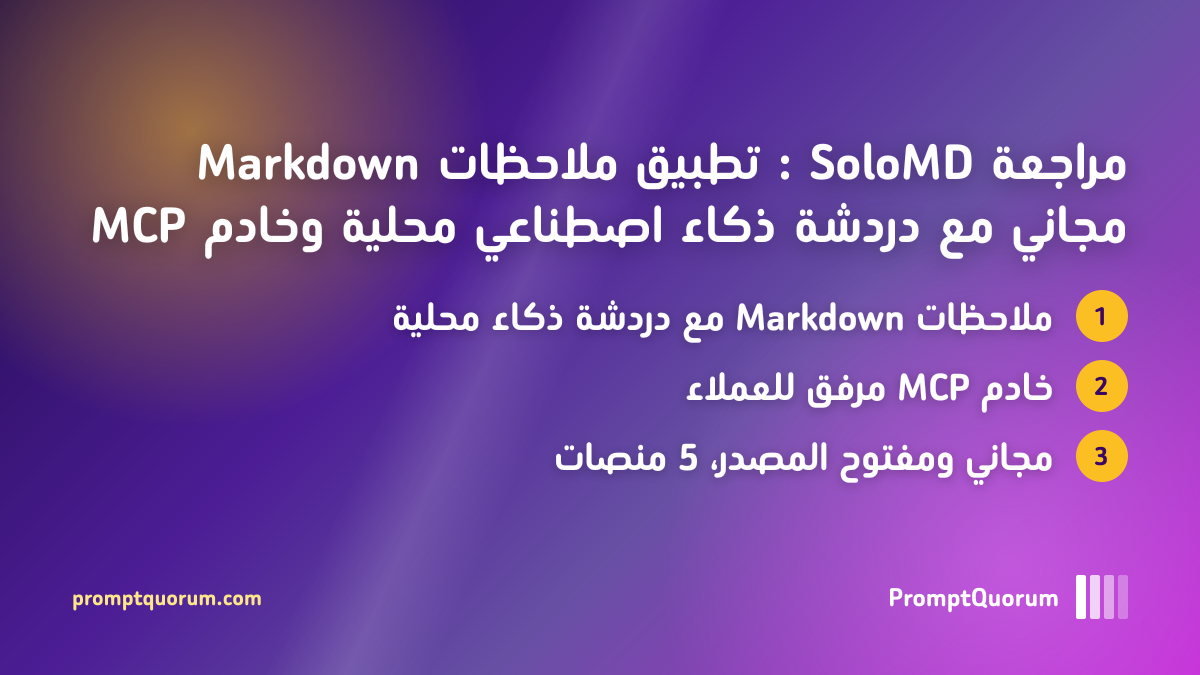 مراجعة SoloMD : تطبيق ملاحظات Markdown
مجاني مع دردشة ذكاء اصطناعي محلية وخادم MCP
1 ملاحظات Markdown مع دردشة ذكاء محلية
2 خادم MCP مرفق للعملاء
3 مجاني ومفتوح المصدر، 5 منصات
PromptQuorum
promptquorum.com